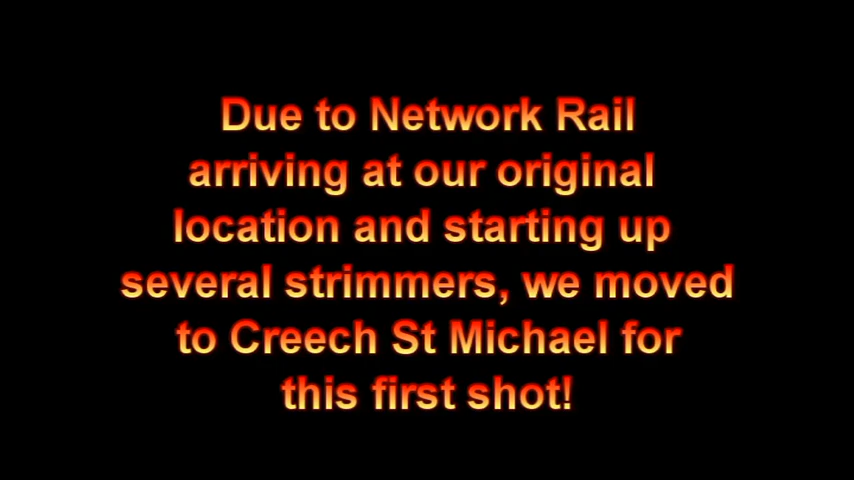 Due to Network Rail
arriving at our original
location and starting up
several strimmers, we moved
to Creech St Michael for
this first shot!